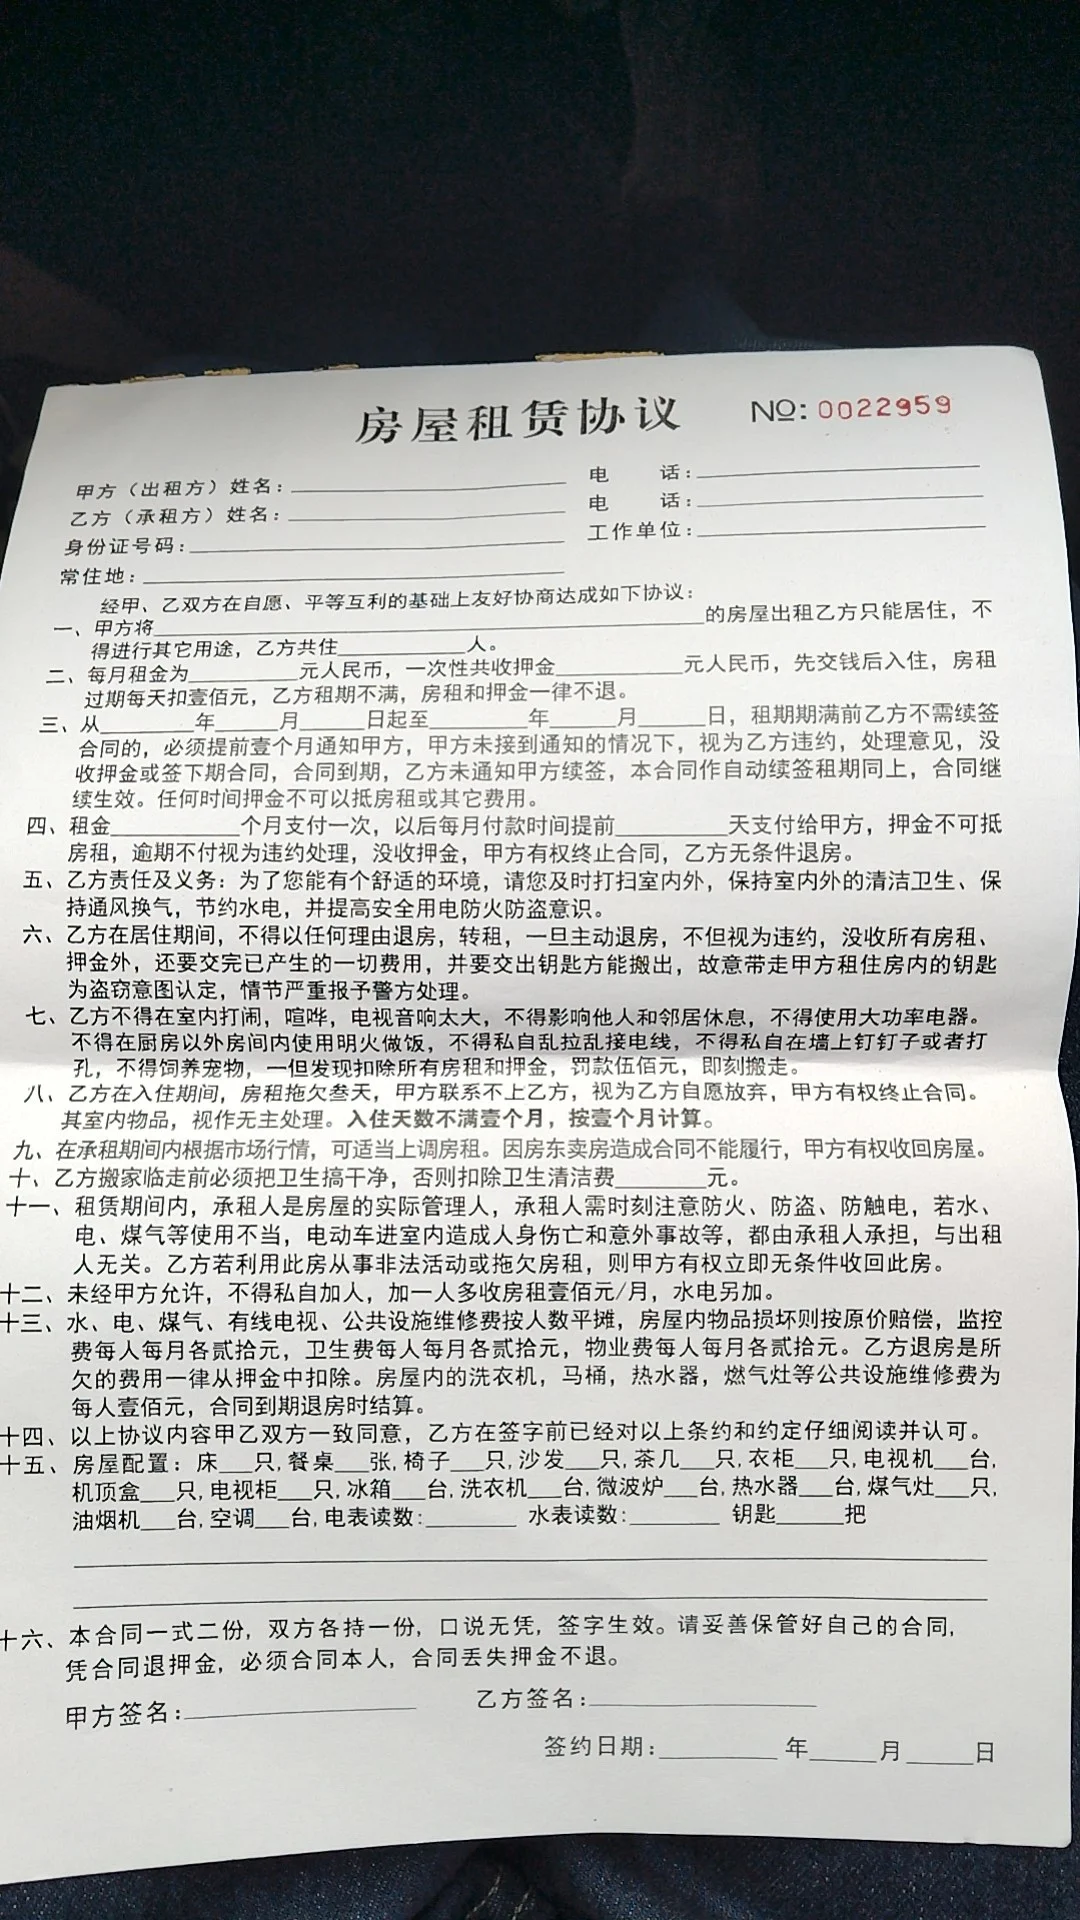 房屋租赁协议 NO:0022959
甲方（出租方）姓名：__________ 电 话：__________
乙方（承租方）姓名：__________ 电 话：__________
身份证号码：__________ 工作单位：__________
常住地：__________
经甲、乙双方在自愿、平等互利的基础上友好协商达成如下协议：
一、甲方将__________的房屋出租乙方只能居住，不
得进行其它用途，乙方共住__________人。
二、每月租金为__________元人民币，一次性共收押金__________元人民币，先交钱后入住，房租
过期每天扣壹佰元，乙方租期不满，房租和押金一律不退。
三、从______年____月____日起至______年____月____日，租期期满前乙方不需续签
合同的，必须提前壹个月通知甲方，甲方未接到通知的情况下，视为乙方违约，处理意见，没
收押金或签下期合同，合同到期，乙方未通知甲方续签，本合同作自动续签租期同上，合同继
续生效。任何时间押金不可以抵房租或其它费用。
四、租金__________个月支付一次，以后每月付款时间提前________天支付给甲方，押金不可抵
房租，逾期不付视为违约处理，没收押金，甲方有权终止合同，乙方无条件退房。
五、乙方责任及义务：为了您能有个舒适的环境，请您及时打扫室内外，保持室内外的清洁卫生、保
持通风换气，节约水电，并提高安全用电防火防盗意识。
六、乙方在居住期间，不得以任何理由退房，转租，一旦主动退房，不但视为违约，没收所有房租、
押金外，还要交完已产生的一切费用，并要交出钥匙方能搬出，故意带走甲方租住房内的钥匙
为盗窃意图认定，情节严重报予警方处理。
七、乙方不得在室内打闹，喧哗，电视音响太大，不得影响他人和邻居休息，不得使用大功率电器。
不得在厨房以外房间内使用明火做饭，不得私自乱拉乱接电线，不得私自在墙上钉钉子或者打
孔，不得饲养宠物，一但发现扣除所有房租和押金，罚款伍佰元，即刻搬走。
八、乙方在入住期间，房租拖欠叁天，甲方联系不上乙方，视为乙方自愿放弃，甲方有权终止合同。
其室内物品，视作无主处理。入住天数不满壹个月，按壹个月计算。
九、在承租期间内根据市场行情，可适当上调房租。因房东卖房造成合同不能履行，甲方有权收回房屋。
十、乙方搬家临走前必须把卫生搞干净，否则扣除卫生清洁费________元。
十一、租赁期间内，承租人是房屋的实际管理人，承租人需时刻注意防火、防盗、防触电，若水、
电、煤气等使用不当，电动车进室内造成人身伤亡和意外事故等，都由承租人承担，与出租
人无关。乙方若利用此房从事非法活动或拖欠房租，则甲方有权立即无条件收回此房。
十二、未经甲方允许，不得私自加人，加一人多收房租壹佰元/月，水电另加。
十三、水、电、煤气、有线电视、公共设施维修费按人数平摊，房屋内物品损坏则按原价赔偿，监控
费每人每月各贰拾元，卫生费每人每月各贰拾元，物业费每人每月各贰拾元。乙方退房是所
欠的费用一律从押金中扣除。房屋内的洗衣机，马桶，热水器，燃气灶等公共设施维修费为
每人壹佰元，合同到期退房时结算。
十四、以上协议内容甲乙双方一致同意，乙方在签字前已经对以上条约和约定仔细阅读并认可。
十五、房屋配置：床___只,餐桌___张,椅子___只,沙发___只,茶几___只,衣柜___只,电视机___台,
机顶盒___只,电视柜___只,冰箱___台,洗衣机___台,微波炉___台,热水器___台,煤气灶___只,
油烟机___台,空调___台,电表读数:________ 水表读数:________ 钥匙______把
十六、本合同一式二份，双方各持一份，口说无凭，签字生效。请妥善保管好自己的合同，
凭合同退押金，必须合同本人，合同丢失押金不退。
甲方签名：__________ 乙方签名：__________
签约日期：________ 年_____月_____日